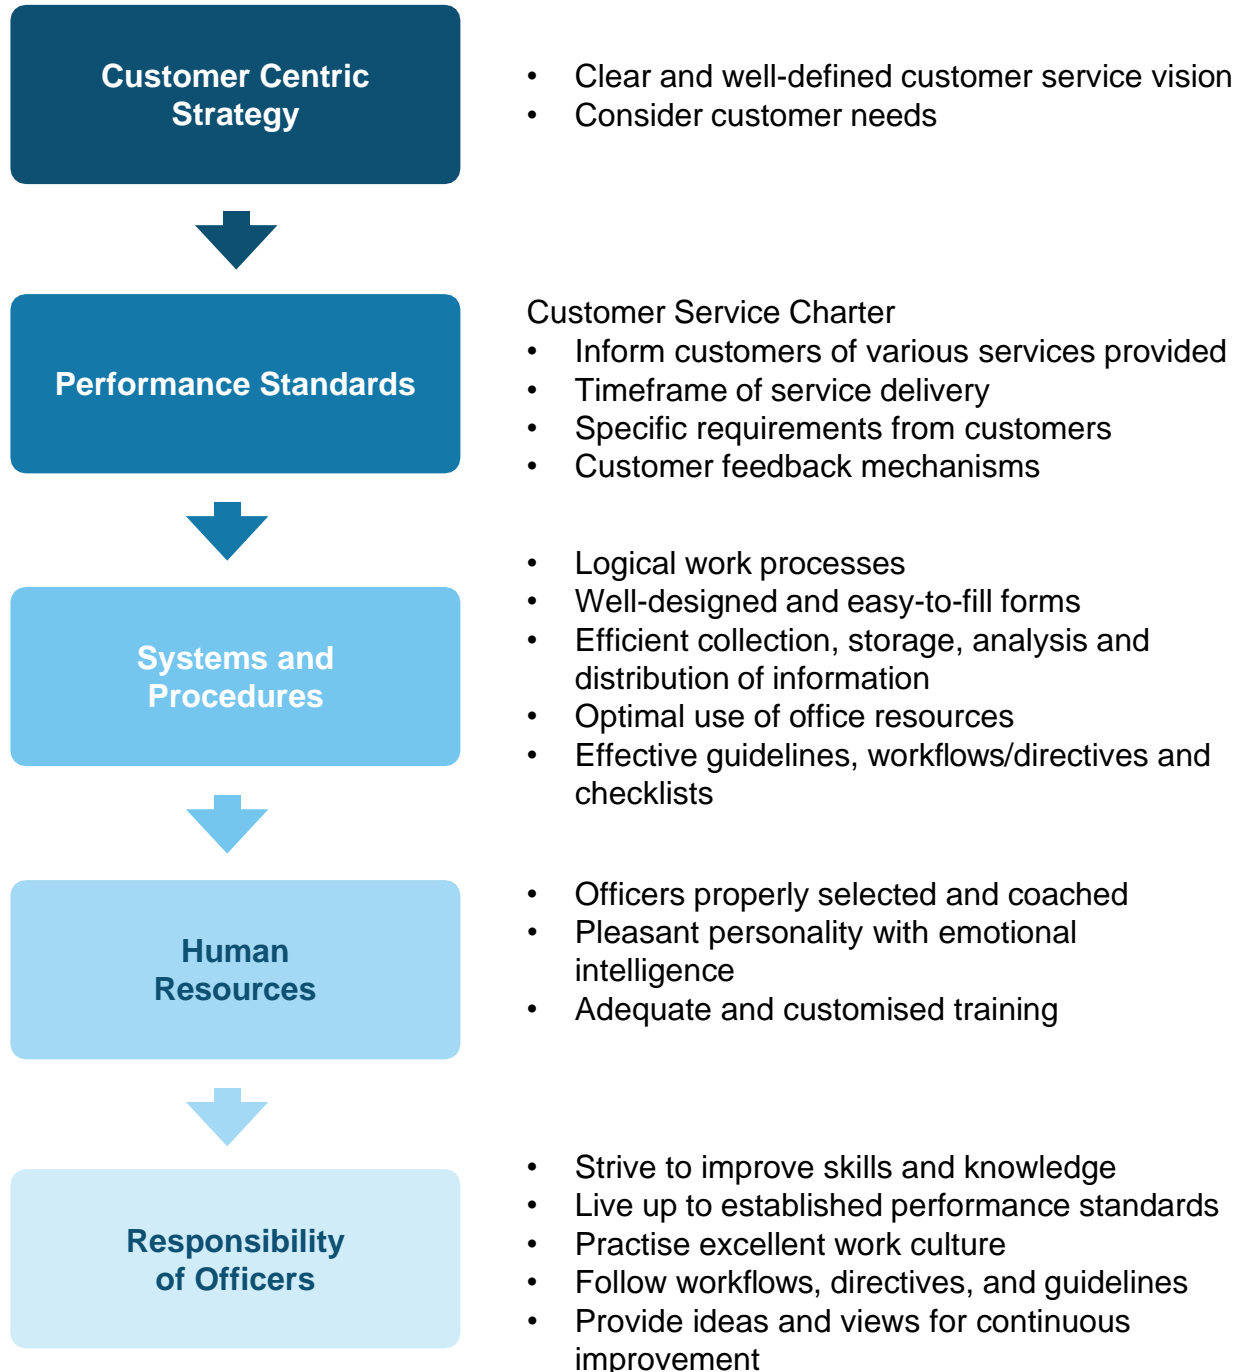 Customer Centric
Strategy
• Clear and well-defined customer service vision
• Consider customer needs
Performance Standards
Customer Service Charter
• Inform customers of various services provided
• Timeframe of service delivery
• Specific requirements from customers
• Customer feedback mechanisms
Systems and
Procedures
• Logical work processes
• Well-designed and easy-to-fill forms
• Efficient collection, storage, analysis and
distribution of information
• Optimal use of office resources
• Effective guidelines, workflows/directives and
checklists
Human
Resources
• Officers properly selected and coached
• Pleasant personality with emotional
intelligence
• Adequate and customised training
Responsibility
of Officers
• Strive to improve skills and knowledge
• Live up to established performance standards
• Practise excellent work culture
• Follow workflows, directives, and guidelines
• Provide ideas and views for continuous
improvement